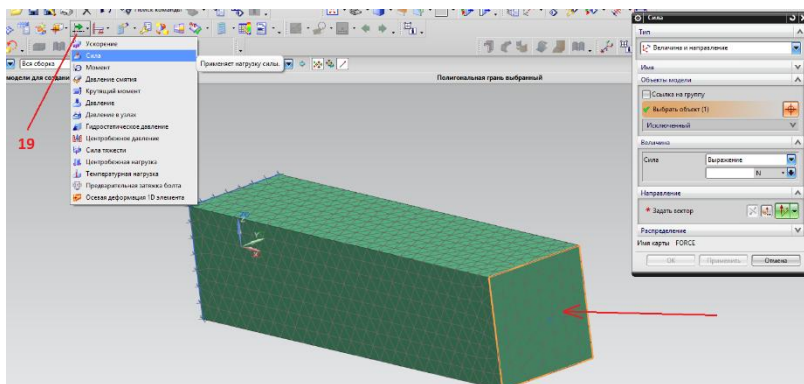 Сила
Тип
Величина и направление
Вся сборка
Ускорение
Сила
Момент
Давление смятия
Крутящий момент
Давление
Давление в узлах
Гидростатическое давление
Центробежное давление
Сила тяжести
Центробежная нагрузка
Температурная нагрузка
Предварительная затяжка болта
Осевая деформация 1D элемента
Применяет нагрузку силы.
Полигональная грань выбранный
19
Имя
Объекты модели
Ссылка на группу
Выбрать объект (1)
Исключенный
Величина
Сила
Выражение
N
Направление
* Задать вектор
Распределение
Имя карты FORCE
OK
Применить
Отмена